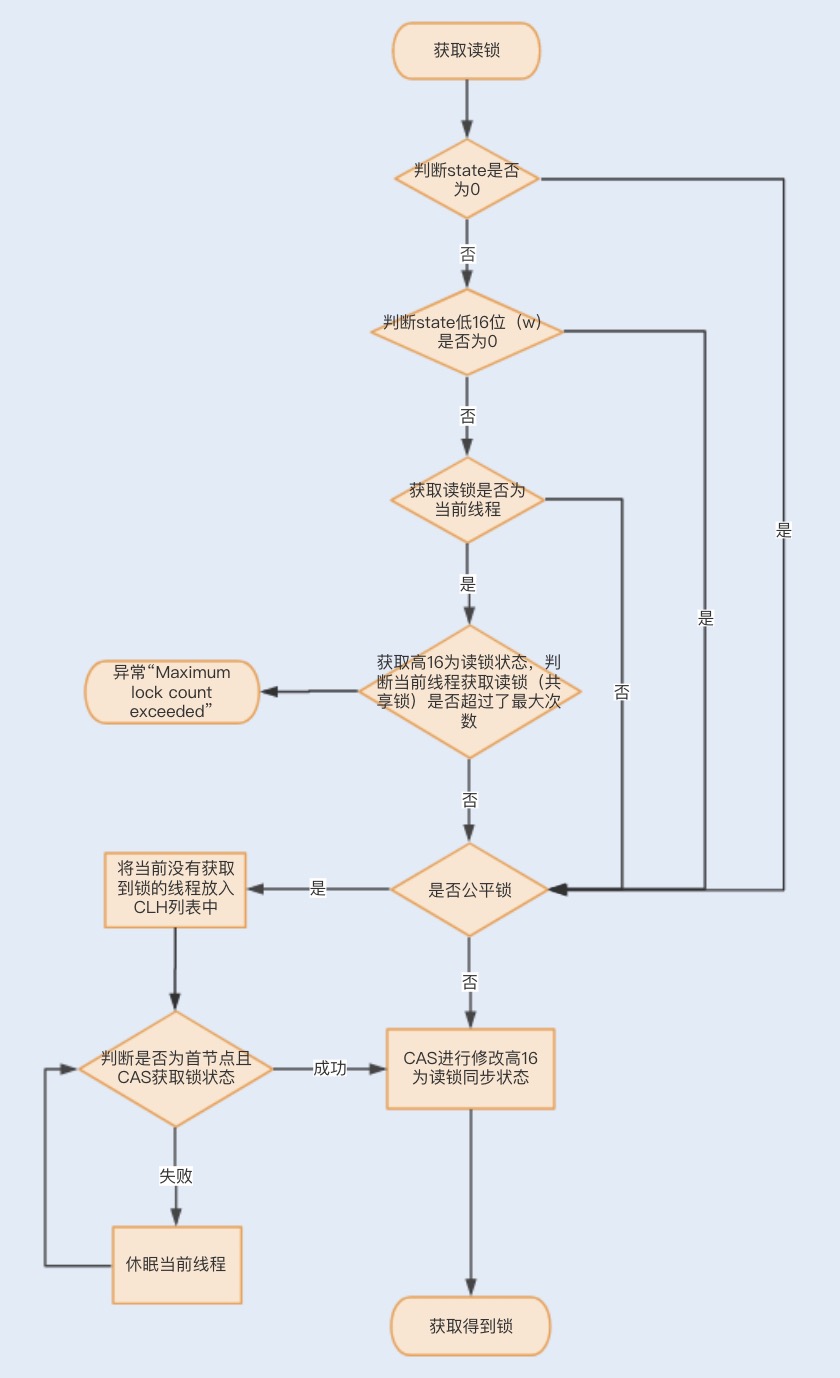 获取读锁
判断state是否
为0
否
判断state低16位（w）
是否为0
否
获取读锁是否为
当前线程
是
是
是
获取高16为读锁状态，判
断当前线程获取读锁（共
享锁）是否超过了最大次
数
异常“Maximum
lock count
exceeded”
否
否
将当前没有获取
到锁的线程放入
CLH列表中
是
是否公平锁
否
判断是否为首节点且
CAS获取锁状态
成功
CAS进行修改高16
为读锁同步状态
失败
休眠当前线程
获取得到锁